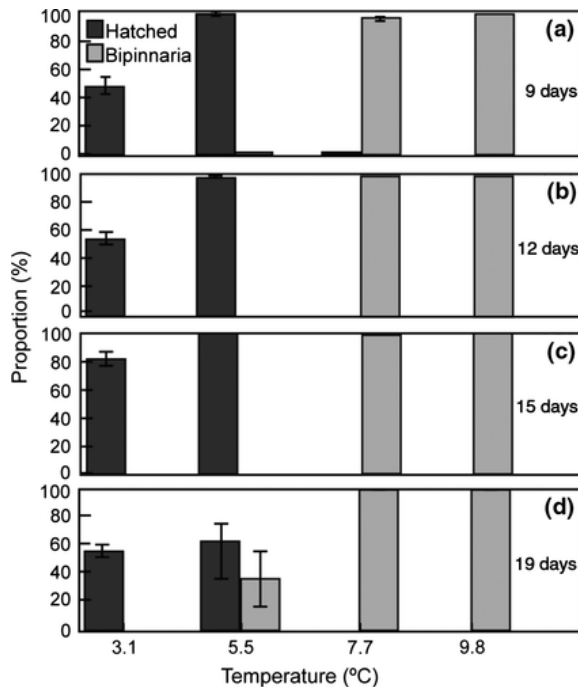 Hatched
Bipinnaria
(a)
100
80
60
40
20
0
9 days
(b)
100
80
60
40
20
0
12 days
(c)
100
80
60
40
20
0
15 days
(d)
100
80
60
40
20
0
19 days
Proportion (%)
3.1 5.5 7.7 9.8
Temperature (ºC)